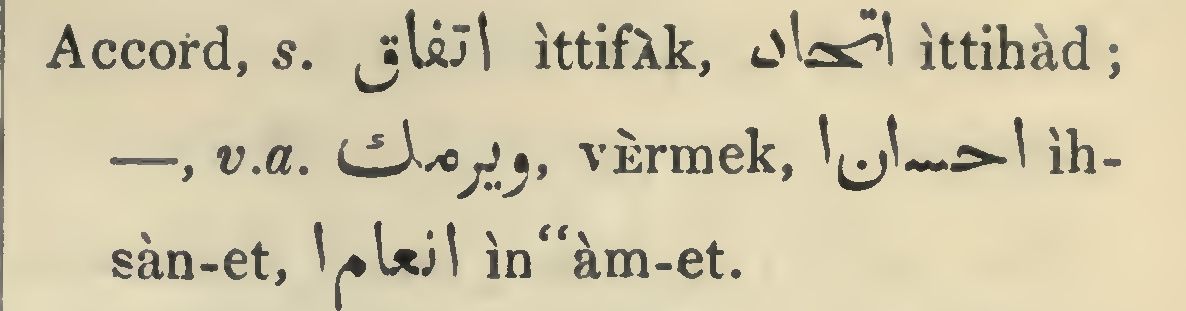 Accord, s. اتفاق ìttifàk, اتحاد ìttihàd ;
—, v.a. ويرمك, vèrmek, احسان ا ìh-
sàn-et, انعام ا ìn“àm-et.